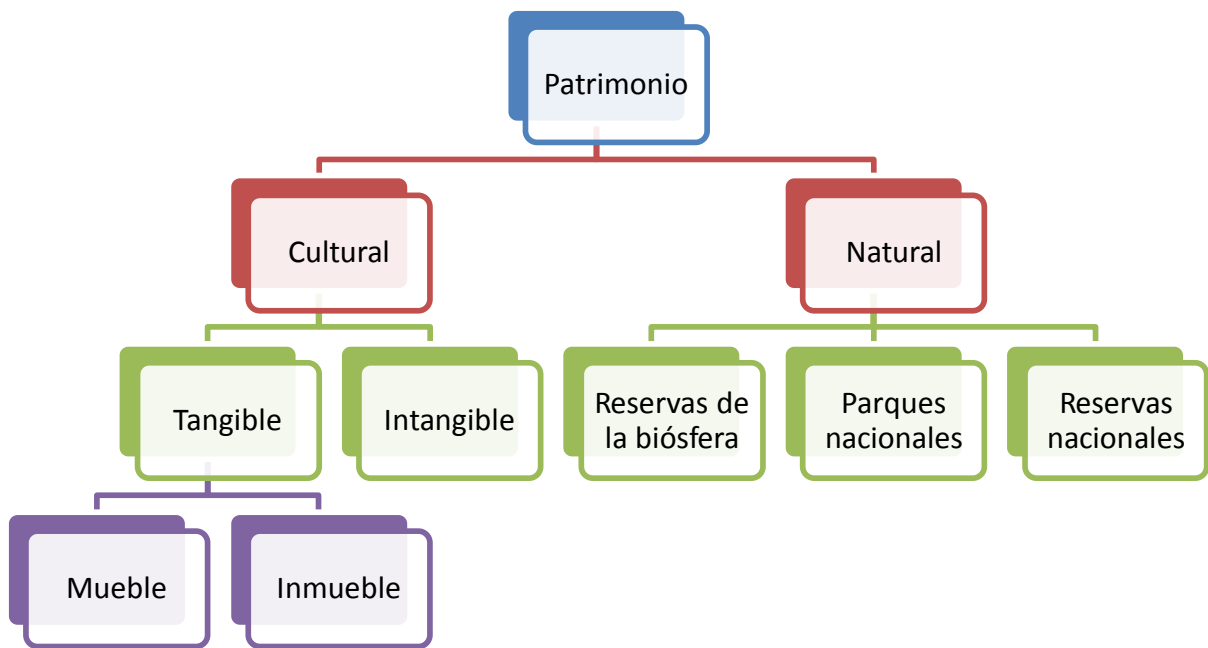 Patrimonio
Cultural
Natural
Tangible
Intangible
Reservas de
la biósfera
Parques
nacionales
Reservas
nacionales
Mueble
Inmueble